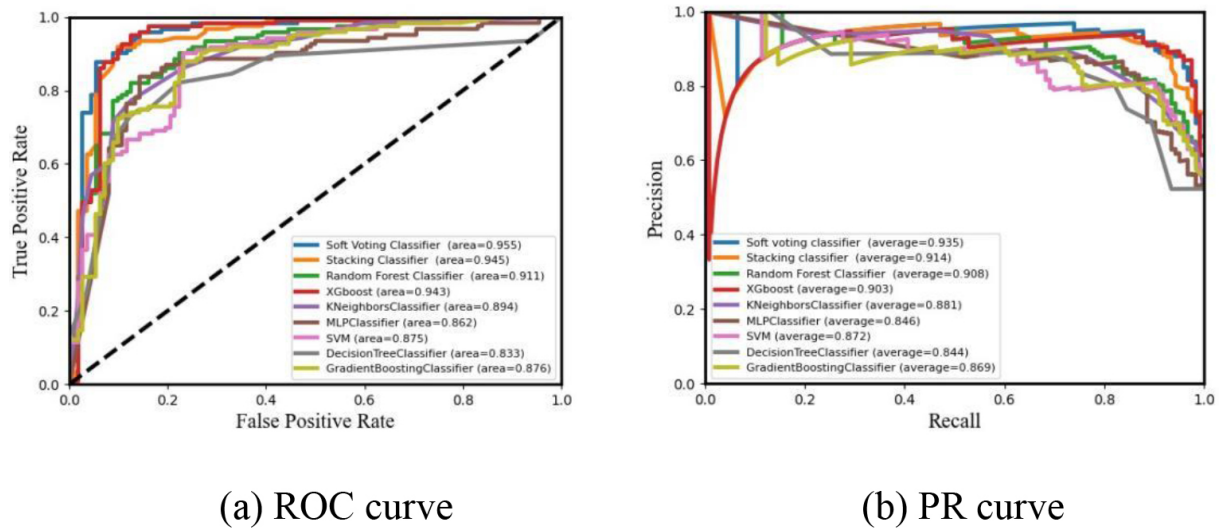 1.0
0.8
0.6
0.4
0.2
0.0
True Positive Rate
Soft Voting Classifier (area=0.955)
Stacking Classifier (area=0.945)
Random Forest Classifier (area=0.911)
XGboost (area=0.943)
KNeighborsClassifier (area=0.894)
MLPClassifier (area=0.862)
SVM (area=0.875)
DecisionTreeClassifier (area=0.833)
GradientBoostingClassifier (area=0.876)
0.0 0.2 0.4 0.6 0.8 1.0
False Positive Rate
(a) ROC curve
1.0
0.8
0.6
0.4
0.2
0.0
Precision
Soft voting classifier (average=0.935)
Stacking classifier (average=0.914)
Random Forest Classifier (average=0.908)
XGboost (average=0.903)
KNeighborsClassifier (average=0.881)
MLPClassifier (average=0.846)
SVM (average=0.872)
DecisionTreeClassifier (average=0.844)
GradientBoostingClassifier (average=0.869)
0.0 0.2 0.4 0.6 0.8 1.0
Recall
(b) PR curve